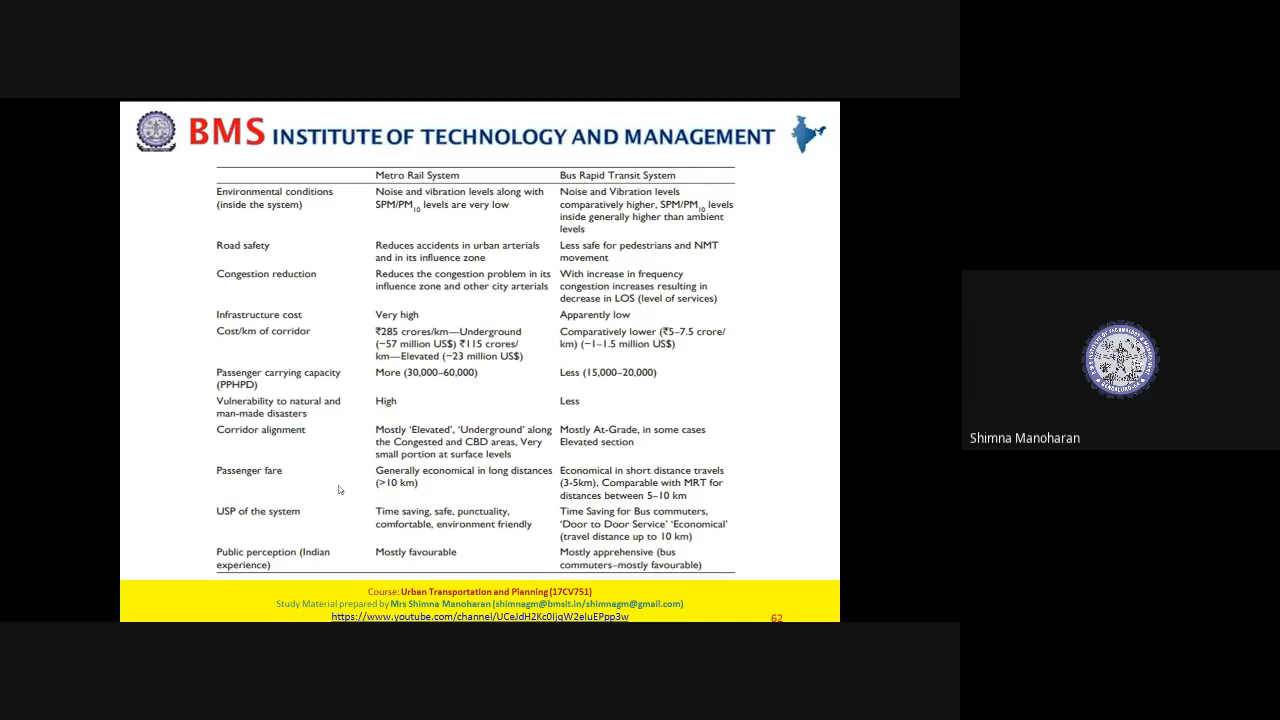 BMS INSTITUTE OF TECHNOLOGY AND MANAGEMENT
Metro Rail System Bus Rapid Transit System
Environmental conditions Noise and vibration levels along with Noise and Vibration levels
(inside the system) SPM/PM10 levels are very low comparatively higher, SPM/PM10 levels
inside generally higher than ambient
levels
Road safety Reduces accidents in urban arterials Less safe for pedestrians and NMT
and in its influence zone movement
Congestion reduction Reduces the congestion problem in its With increase in frequency
influence zone and other city arterials congestion increases resulting in
decrease in LOS (level of services)
Infrastructure cost Very high Apparently low
Cost/km of corridor ₹285 crores/km—Underground Comparatively lower (₹5–7.5 crore/
(~57 million US$) ₹115 crores/ km) (~1–1.5 million US$)
km—Elevated (~23 million US$)
Passenger carrying capacity More (30,000–60,000) Less (15,000–20,000)
(PPHPD)
Vulnerability to natural and High Less
man-made disasters
Corridor alignment Mostly ‘Elevated’, ‘Underground’ along Mostly At-Grade, in some cases
the Congested and CBD areas, Very Elevated section
small portion at surface levels
Passenger fare Generally economical in long distances Economical in short distance travels
(>10 km) (3-5km), Comparable with MRT for
distances between 5–10 km
USP of the system Time saving, safe, punctuality, Time Saving for Bus commuters,
comfortable, environment friendly ‘Door to Door Service’ ‘Economical’
(travel distance up to 10 km)
Public perception (Indian Mostly favourable Mostly apprehensive (bus
experience) commuters–mostly favourable)
Course: Urban Transportation and Planning (17CV751)
Study Material prepared by Mrs Shimna Manoharan (shimnagm@bmsit.in/shimnagm@gmail.com)
62
Shimna Manoharan